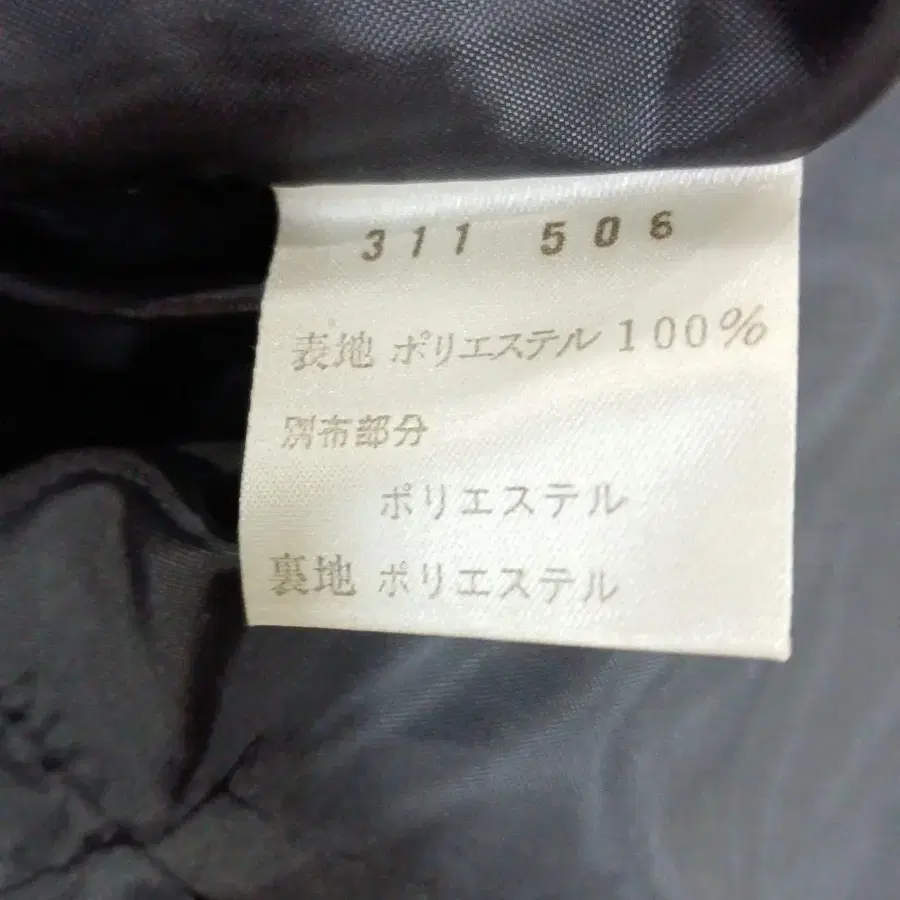 311 506
表地 ポリエステル 100%
別布部分
ポリエステル
裏地 ポリエステル